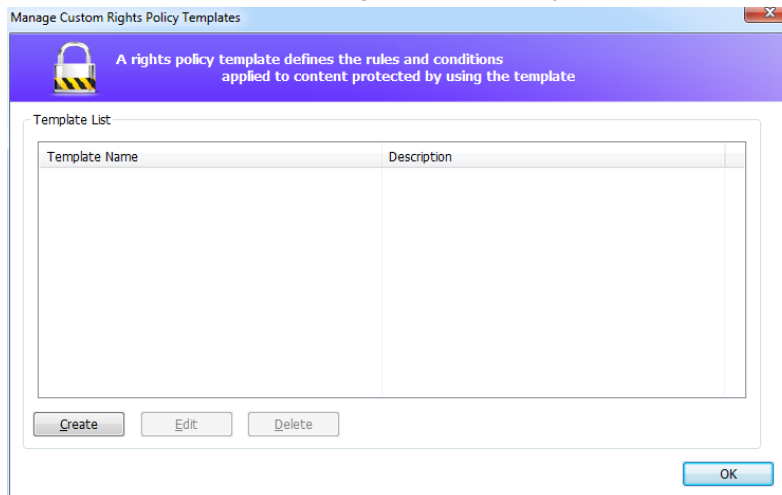 Manage Custom Rights Policy Templates
A rights policy template defines the rules and conditions
applied to content protected by using the template
Template List
Template Name Description
Create Edit Delete
OK